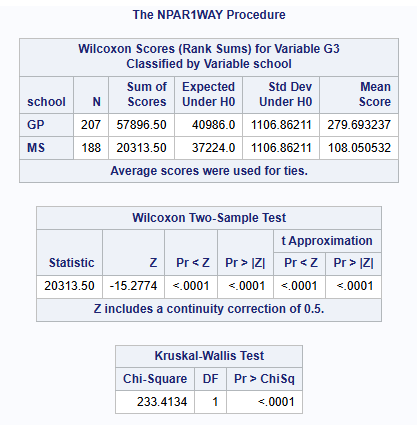 The NPAR1WAY Procedure
Wilcoxon Scores (Rank Sums) for Variable G3
Classified by Variable school
school N Sum of Scores Expected Under H0 Std Dev Under H0 Mean Score
GP 207 57896.50 40986.0 1106.86211 279.693237
MS 188 20313.50 37224.0 1106.86211 108.050532
Average scores were used for ties.
Wilcoxon Two-Sample Test
t Approximation
Statistic Z Pr < Z Pr > |Z| Pr < Z Pr > |Z|
20313.50 -15.2774 <.0001 <.0001 <.0001 <.0001
Z includes a continuity correction of 0.5.
Kruskal-Wallis Test
Chi-Square DF Pr > ChiSq
233.4134 1 <.0001